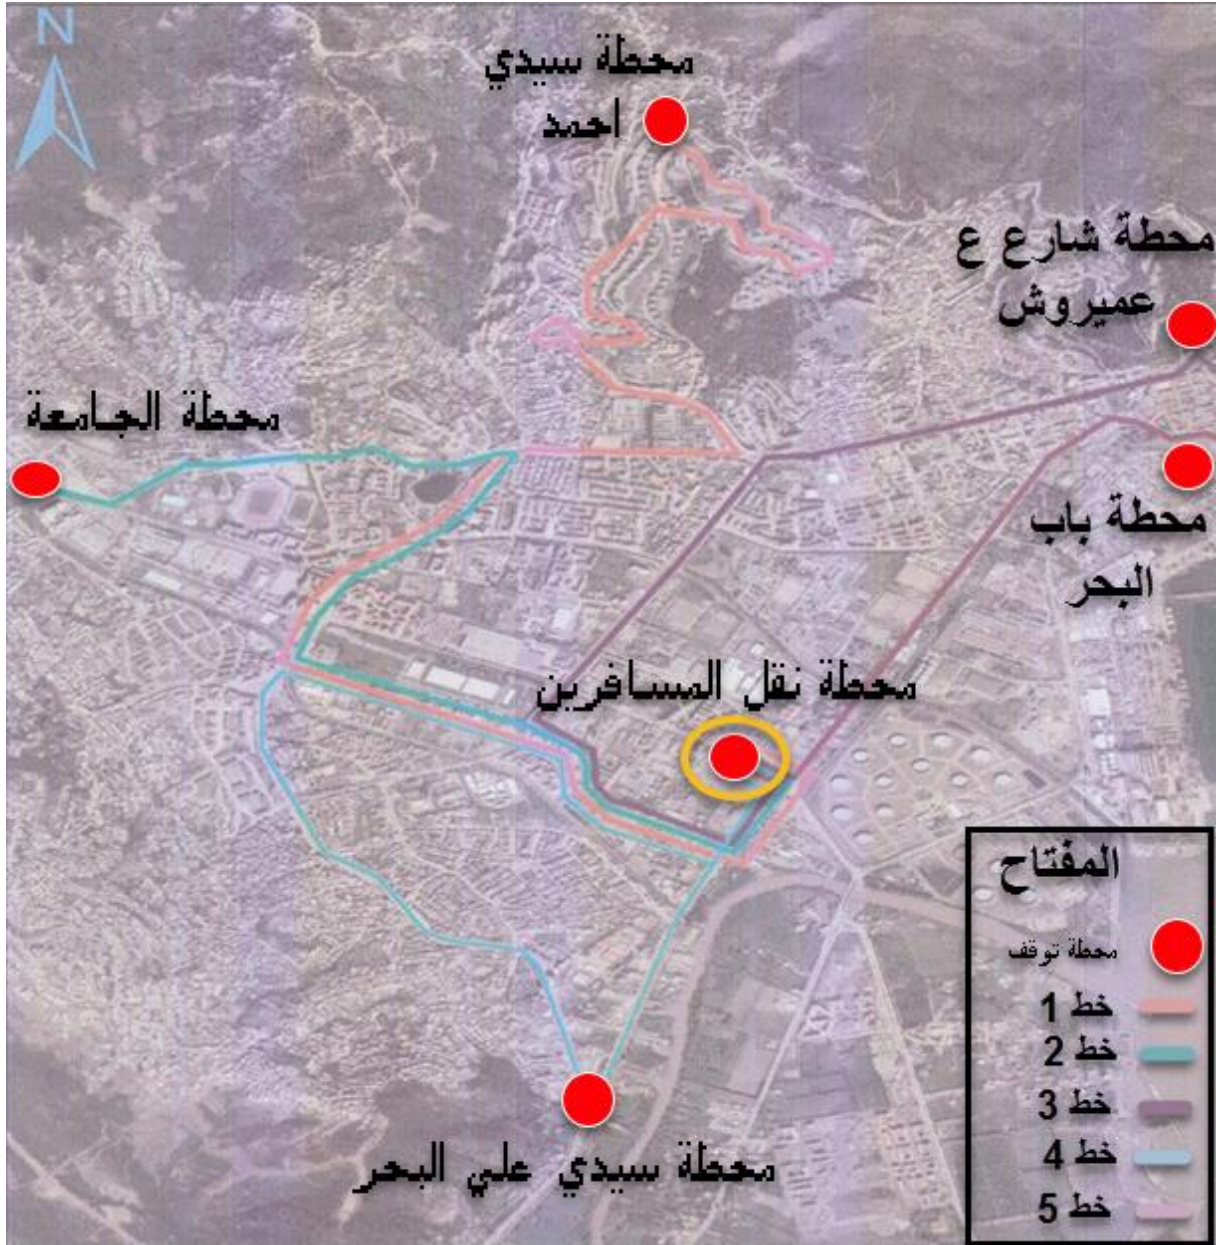 N
محطة سيدي
احمد
محطة شارع ع
عميروش
محطة الجامعة
محطة باب
البحر
محطة نقل المسافرين
المفتاح
محطة توقف
خط 1
خط 2
خط 3
خط 4
خط 5
محطة سيدي علي البحر